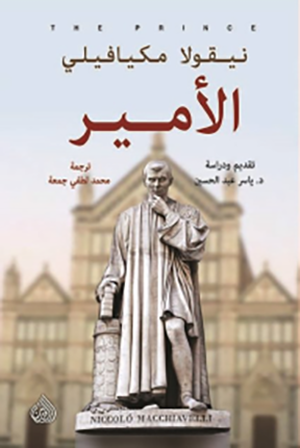 THE PRINCE
نيقولا مكيافيلي
الأمير
تقديم ودراسة
د. ياسر عبد الحسين
ترجمة
محمد لطفي جمعة
NICCOLÒ MACCHIAVELLI